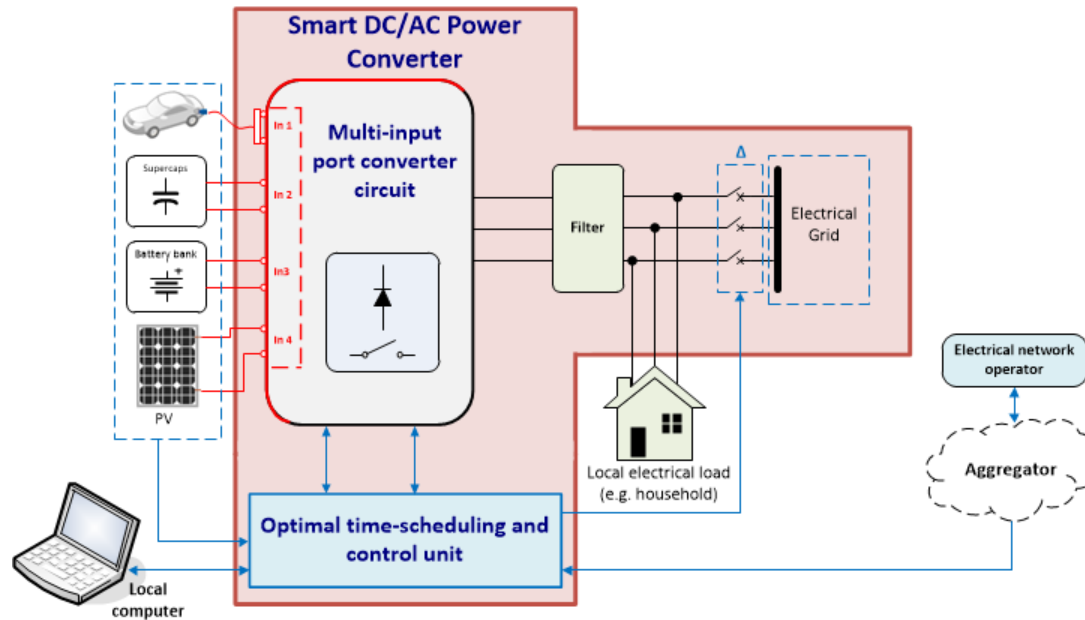 Smart DC/AC Power
Converter
Supercaps
Battery bank
+
PV
In 1
In 2
In3
In 4
Multi-input
port converter
circuit
Filter
Δ
Electrical
Grid
Local electrical load
(e.g. household)
Electrical network
operator
Aggregator
Optimal time-scheduling and
control unit
Local
computer